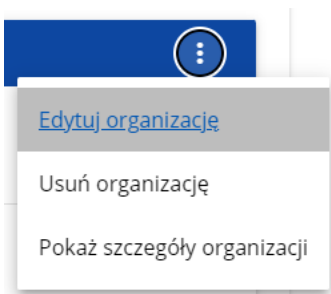 Edytuj organizację
Usuń organizację
Pokaż szczegóły organizacji